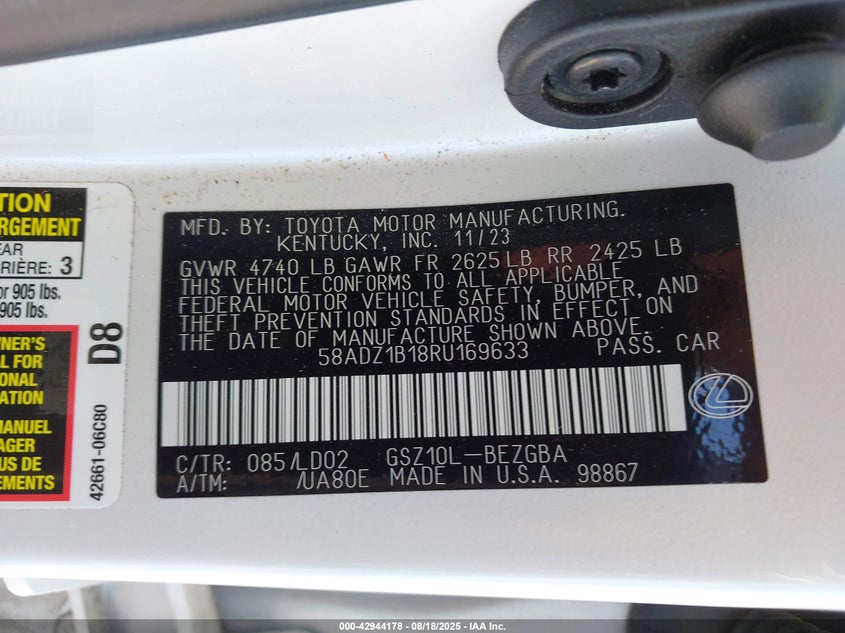 TION
RGEMENT
EAR
RIÈRE: 3
or 905 lbs.
905 lbs.
WNER'S
L FOR
ONAL
ATION
MANUEL
AGER
US DE
EMENTS
D8
42661-06C80
MFD. BY: TOYOTA MOTOR MANUFACTURING.
KENTUCKY, INC. 11/23
GVWR 4740 LB GAWR FR 2625 LB RR 2425 LB
THIS VEHICLE CONFORMS TO ALL APPLICABLE
FEDERAL MOTOR VEHICLE SAFETY, BUMPER, AND
THEFT PREVENTION STANDARDS IN EFFECT ON
THE DATE OF MANUFACTURE SHOWN ABOVE.
58ADZ1B18RU169633 PASS. CAR
C/TR: 085/LD02 GSZ10L-BEZGBA
A/TM: /UA80E MADE IN U.S.A. 98867
000-42944178 - 08/18/2025 - IAA Inc.